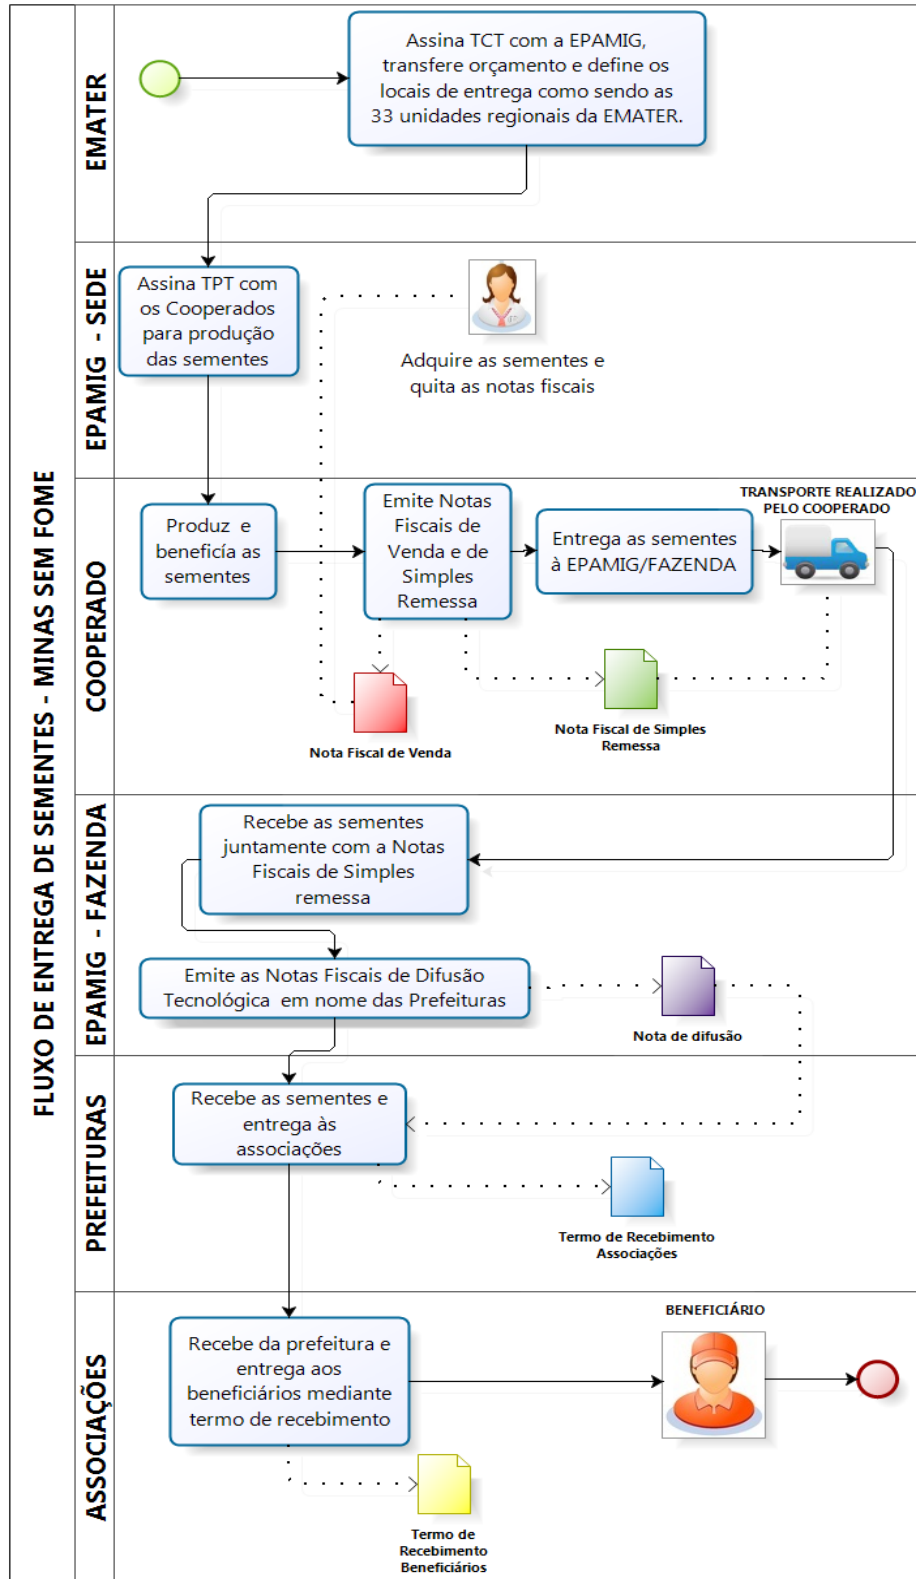 FLUXO DE ENTREGA DE SEMENTES - MINAS SEM FOME
EMATER
Assina TCT com a EPAMIG,
transfere orçamento e define os
locais de entrega como sendo as
33 unidades regionais da EMATER.
EPAMIG - SEDE
Assina TPT com
os Cooperados
para produção
das sementes
Adquire as sementes e
quita as notas fiscais
COOPERADO
Produz e
beneficía as
sementes
Emite Notas
Fiscais de
Venda e de
Simples
Remessa
Entrega as sementes
à EPAMIG/FAZENDA
TRANSPORTE REALIZADO
PELO COOPERADO
Nota Fiscal de Venda
Nota Fiscal de Simples
Remessa
EPAMIG - FAZENDA
Recebe as sementes
juntamente com a Notas
Fiscais de Simples
remessa
Emite as Notas Fiscais de Difusão
Tecnológica em nome das Prefeituras
Nota de difusão
PREFEITURAS
Recebe as sementes e
entrega às
associações
Termo de Recebimento
Associações
ASSOCIAÇÕES
Recebe da prefeitura e
entrega aos
beneficiários mediante
termo de recebimento
BENEFICIÁRIO
Termo de
Recebimento
Beneficiários